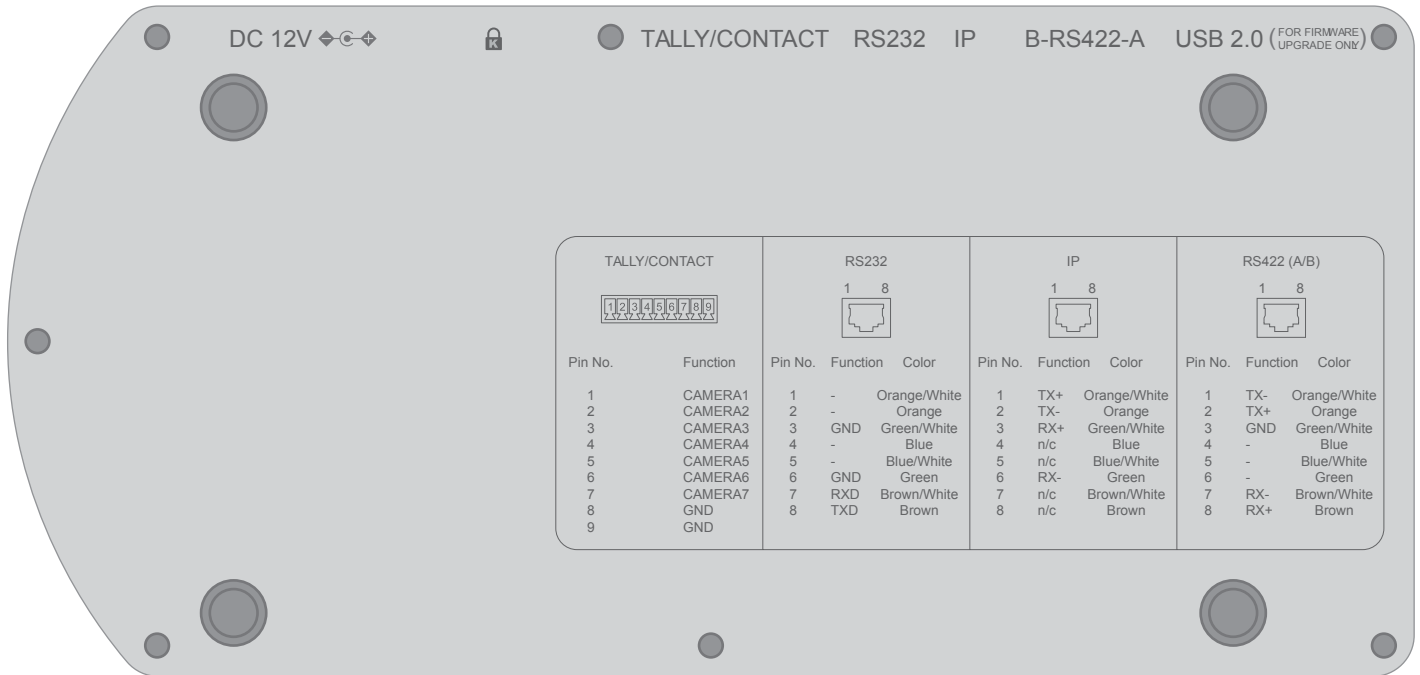 DC 12V TALLY/CONTACT RS232 IP B-RS422-A USB 2.0 (FOR FIRMWARE UPGRADE ONLY)
K
TALLY/CONTACT RS232 IP RS422 (A/B)
1 8 1 8 1 8
1 2 3 4 5 6 7 8 9
Pin No. Function Pin No. Function Color Pin No. Function Color Pin No. Function Color
1 CAMERA1 1 - Orange/White 1 TX+ Orange/White 1 TX- Orange/White
2 CAMERA2 2 - Orange 2 TX- Orange 2 TX+ Orange
3 CAMERA3 3 GND Green/White 3 RX+ Green/White 3 GND Green/White
4 CAMERA4 4 - Blue 4 n/c Blue 4 - Blue
5 CAMERA5 5 - Blue/White 5 n/c Blue/White 5 - Blue/White
6 CAMERA6 6 GND Green 6 RX- Green 6 - Green
7 CAMERA7 7 RXD Brown/White 7 n/c Brown/White 7 RX- Brown/White
8 GND 8 TXD Brown 8 n/c Brown 8 RX+ Brown
9 GND